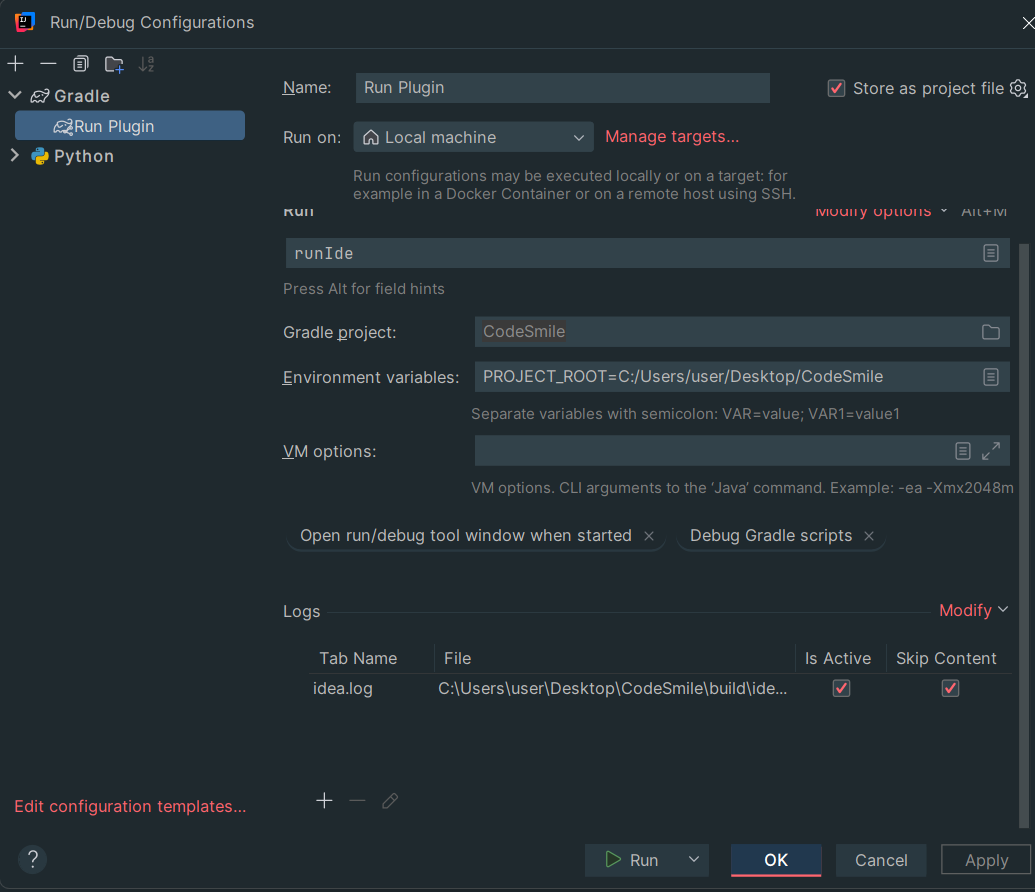 Run/Debug Configurations
Gradle
Run Plugin
Python
Name: Run Plugin Store as project file
Run on: Local machine Manage targets...
Run configurations may be executed locally or on a target: for
example in a Docker Container or on a remote host using SSH.
Run Modify options Alt+M
runIde
Press Alt for field hints
Gradle project: CodeSmile
Environment variables: PROJECT_ROOT=C:/Users/user/Desktop/CodeSmile
Separate variables with semicolon: VAR=value; VAR1=value1
VM options:
VM options. CLI arguments to the ‘Java’ command. Example: -ea -Xmx2048m
Open run/debug tool window when started × Debug Gradle scripts ×
Logs Modify
Tab Name File Is Active Skip Content
idea.log C:\Users\user\Desktop\CodeSmile\build\ide...
Edit configuration templates...
? Run OK Cancel Apply